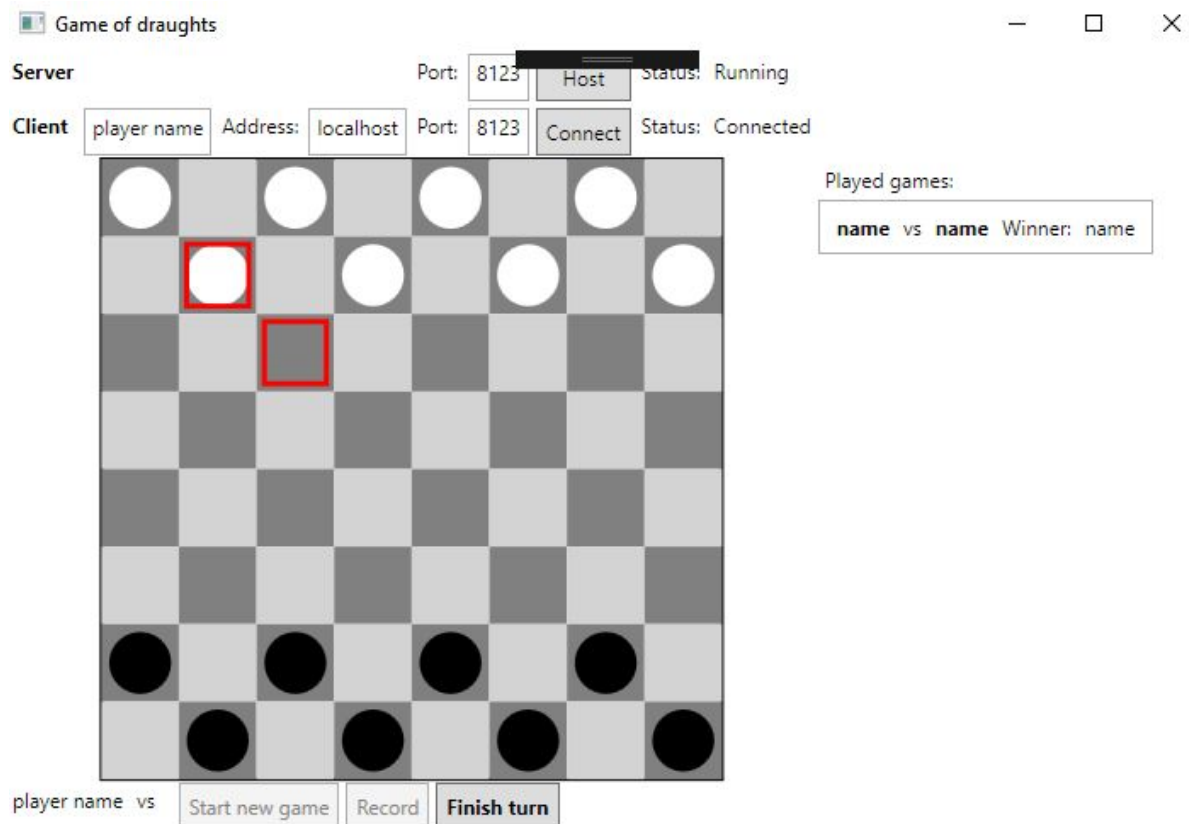 Game of draughts
Server Port: 8123 Host Status: Running
Client player name Address: localhost Port: 8123 Connect Status: Connected
Played games:
name vs name Winner: name
player name vs Start new game Record Finish turn